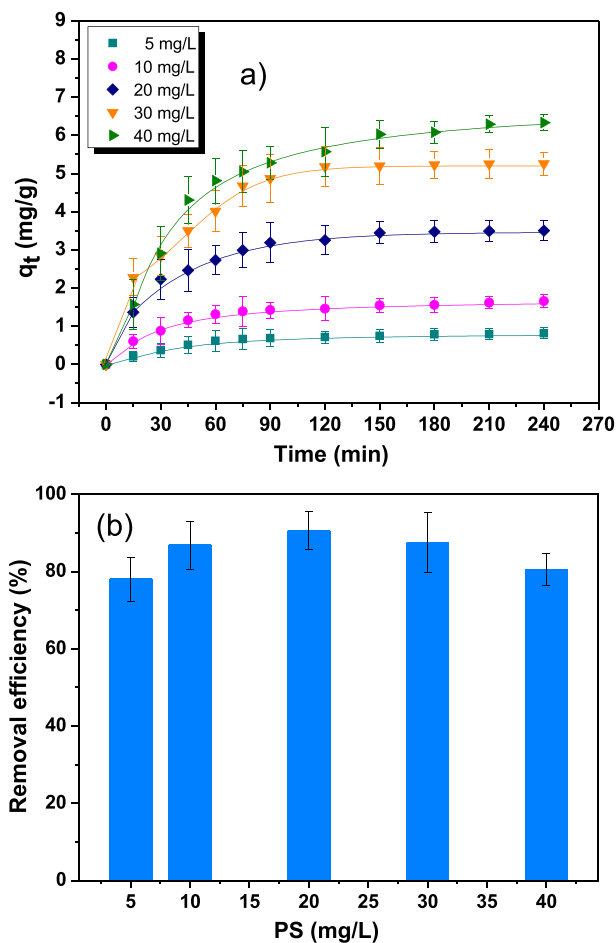 9
8
7
6
5
4
3
2
1
0
-1
5 mg/L
10 mg/L
20 mg/L
30 mg/L
40 mg/L
a)
qt (mg/g)
0 30 60 90 120 150 180 210 240 270
Time (min)
100
80
60
40
20
0
(b)
Removal efficiency (%)
5 10 15 20 25 30 35 40
PS (mg/L)